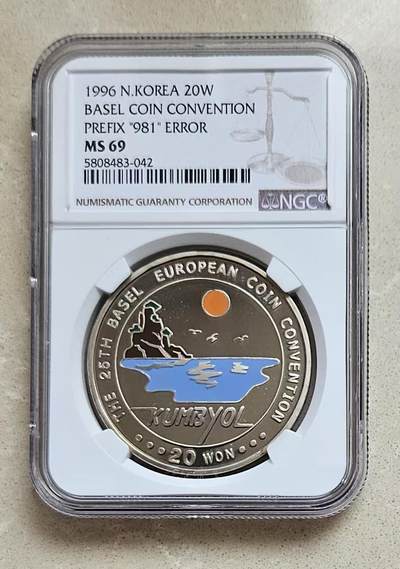 1996 N.KOREA 20W
BASEL COIN CONVENTION
PREFIX "981" ERROR
MS 69
5808483-042
NUMISMATIC GUARANTY CORPORATION
NGC®
THE 25TH BASEL EUROPEAN COIN CONVENTION
KUMBYOL
20 WON